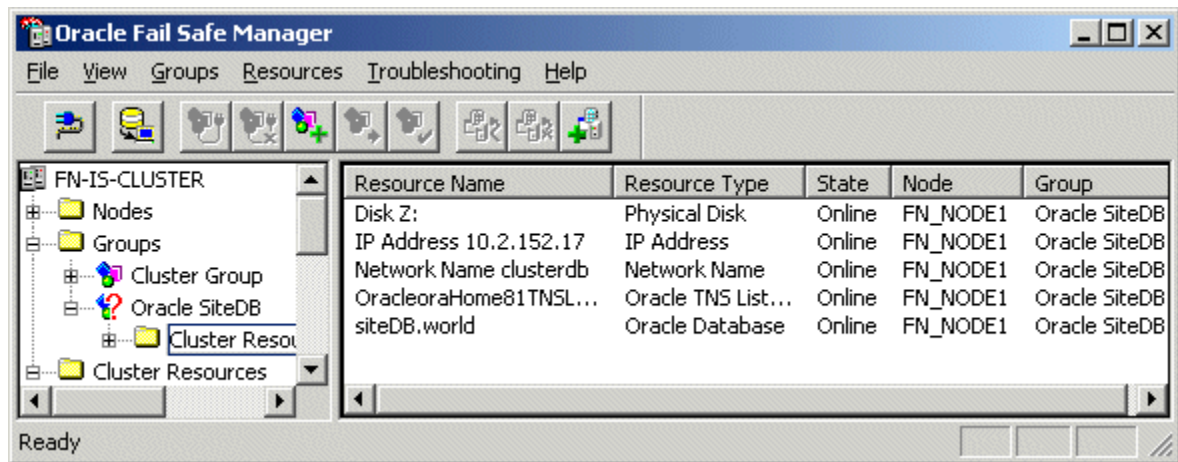 Oracle Fail Safe Manager
File View Groups Resources Troubleshooting Help
FN-IS-CLUSTER
Nodes
Groups
Cluster Group
Oracle SiteDB
Cluster Resou
Cluster Resources
Resource Name Resource Type State Node Group
Disk Z: Physical Disk Online FN_NODE1 Oracle SiteDB
IP Address 10.2.152.17 IP Address Online FN_NODE1 Oracle SiteDB
Network Name clusterdb Network Name Online FN_NODE1 Oracle SiteDB
OracleoraHome81TNSL... Oracle TNS List... Online FN_NODE1 Oracle SiteDB
siteDB.world Oracle Database Online FN_NODE1 Oracle SiteDB
Ready